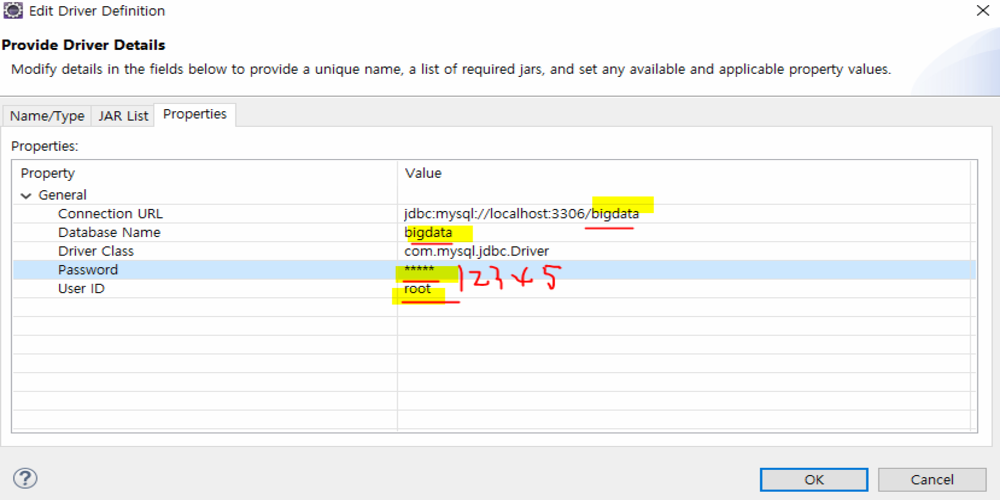 Edit Driver Definition
Provide Driver Details
Modify details in the fields below to provide a unique name, a list of required jars, and set any available and applicable property values.
Name/Type JAR List Properties
Properties:
Property Value
General
Connection URL jdbc:mysql://localhost:3306/bigdata
Database Name bigdata
Driver Class com.mysql.jdbc.Driver
Password ***** 12345
User ID root
OK Cancel